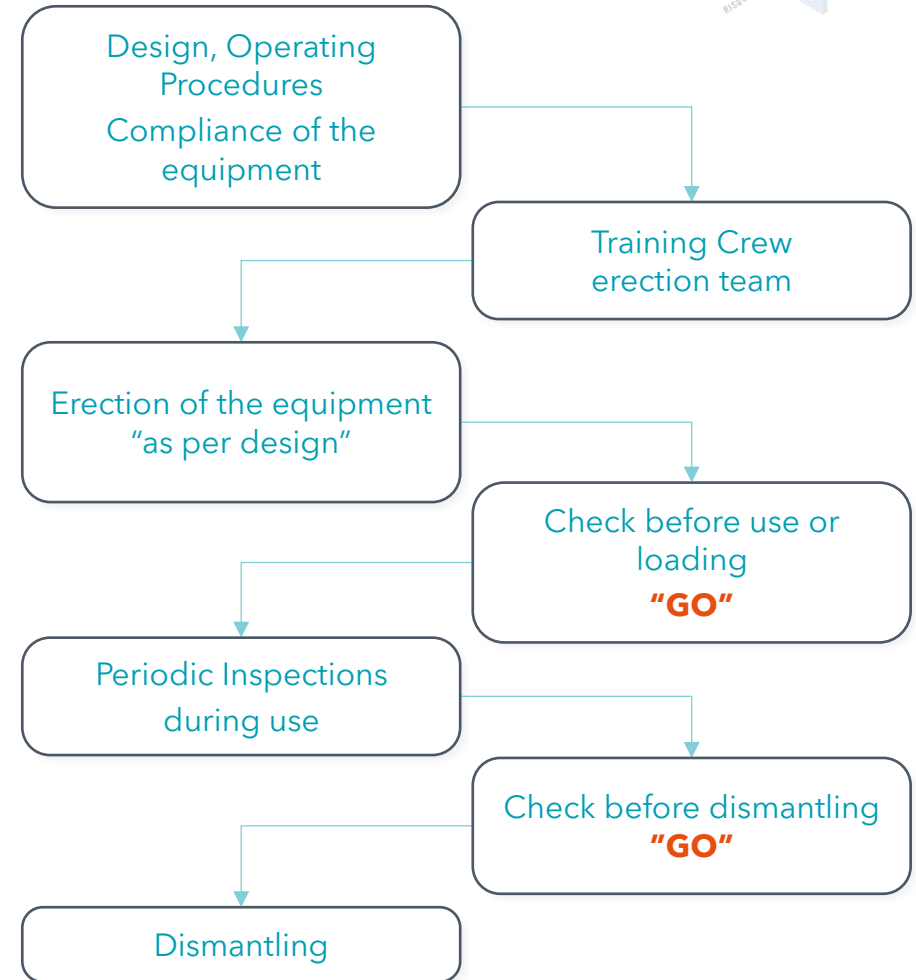 Design, Operating
Procedures
Compliance of the
equipment
Training Crew
erection team
Erection of the equipment
“as per design”
Check before use or
loading
“GO”
Periodic Inspections
during use
Check before dismantling
”GO”
Dismantling